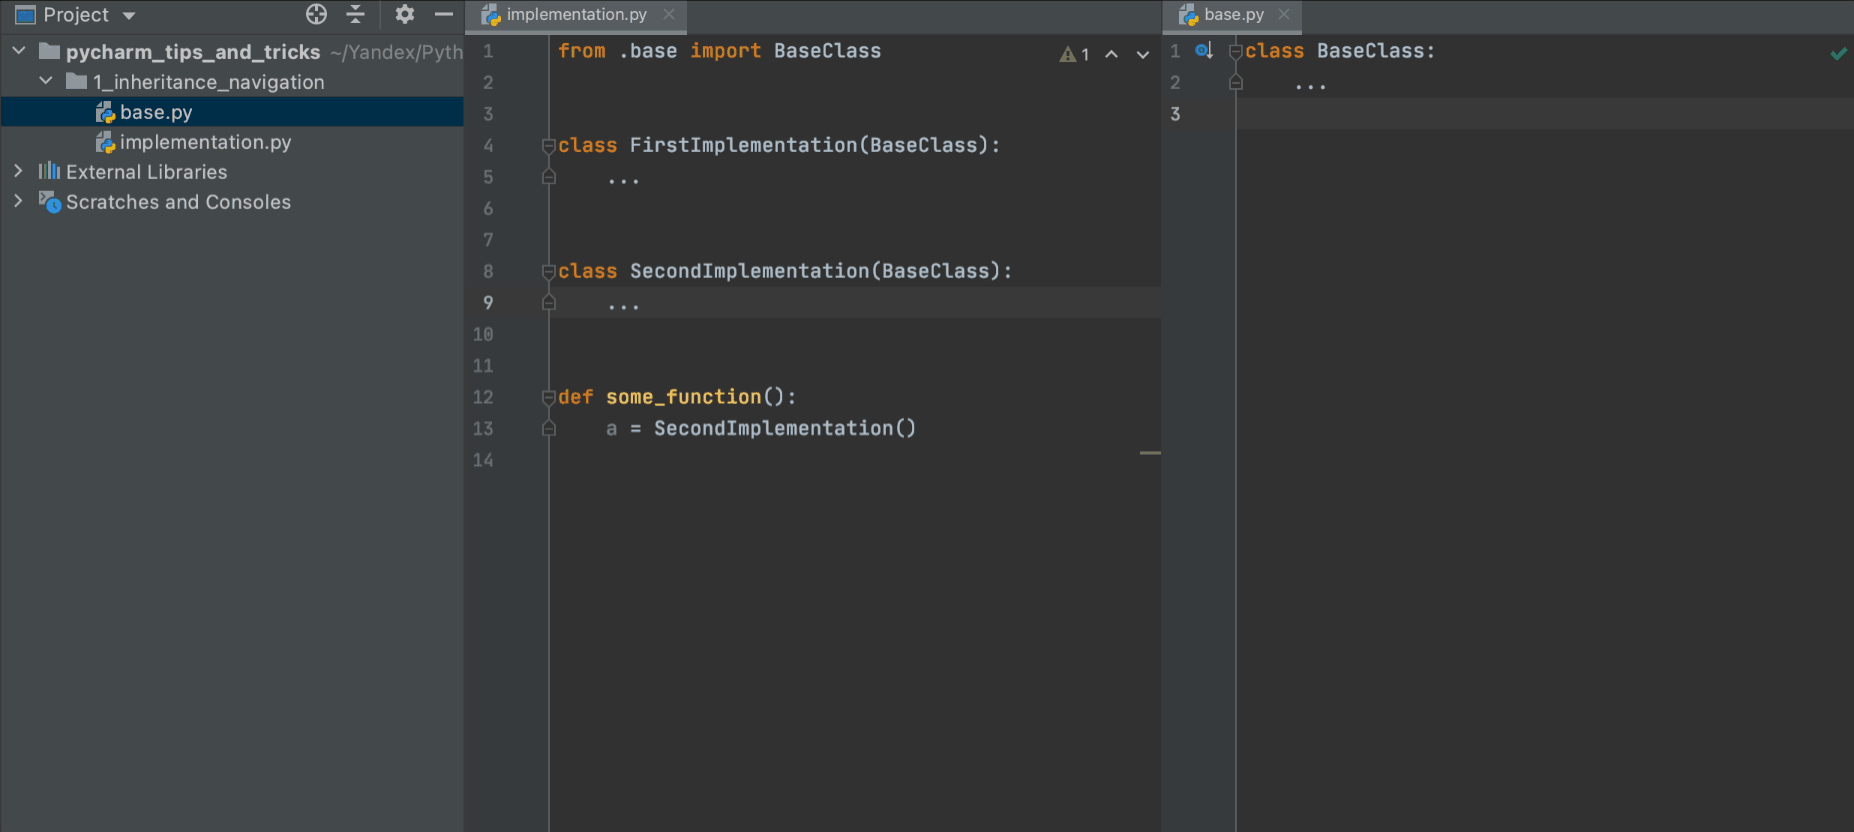 Project
pycharm_tips_and_tricks ~/Yandex/Pyth
1_inheritance_navigation
base.py
implementation.py
External Libraries
Scratches and Consoles
implementation.py
1 from .base import BaseClass
1
2
3
4 class FirstImplementation(BaseClass):
5 ...
6
7
8 class SecondImplementation(BaseClass):
9 ...
10
11
12 def some_function():
13 a = SecondImplementation()
14
base.py
1 class BaseClass:
2 ...
3